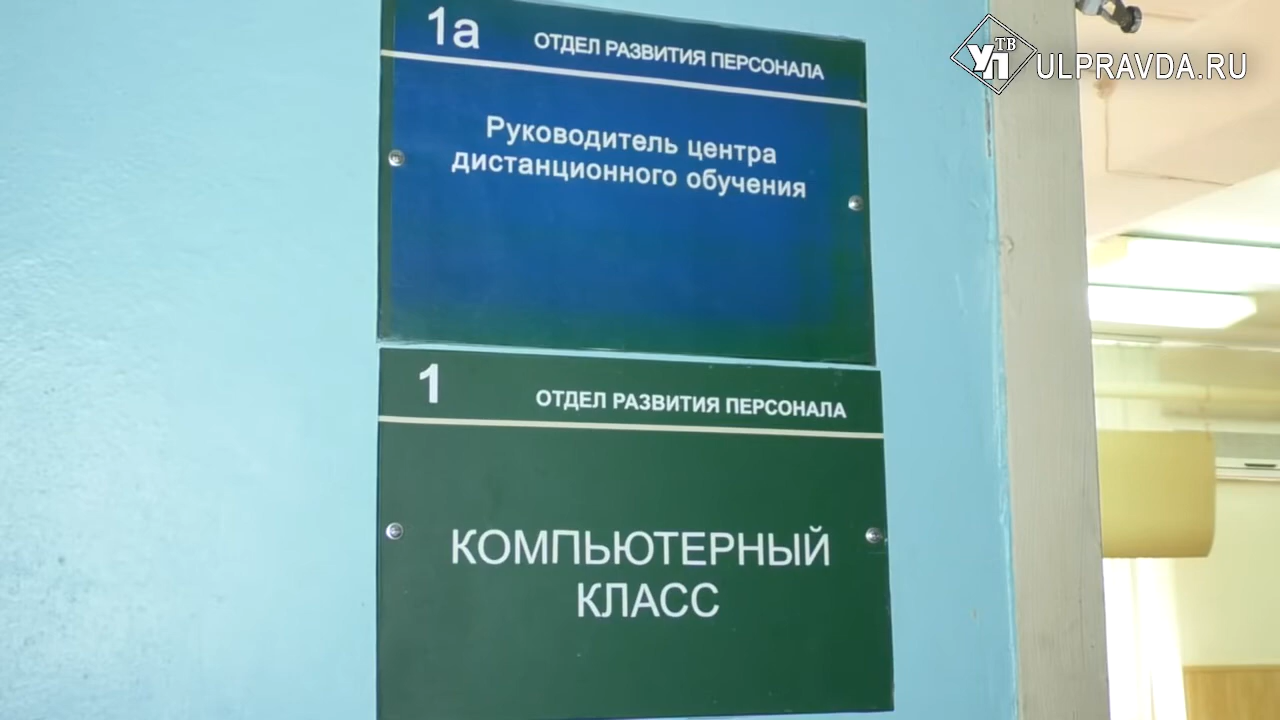 1а
ОТДЕЛ РАЗВИТИЯ ПЕРСОНАЛА
Руководитель центра
дистанционного обучения
1
ОТДЕЛ РАЗВИТИЯ ПЕРСОНАЛА
КОМПЬЮТЕРНЫЙ
КЛАСС
УП ТВ
ULPRAVDA.RU